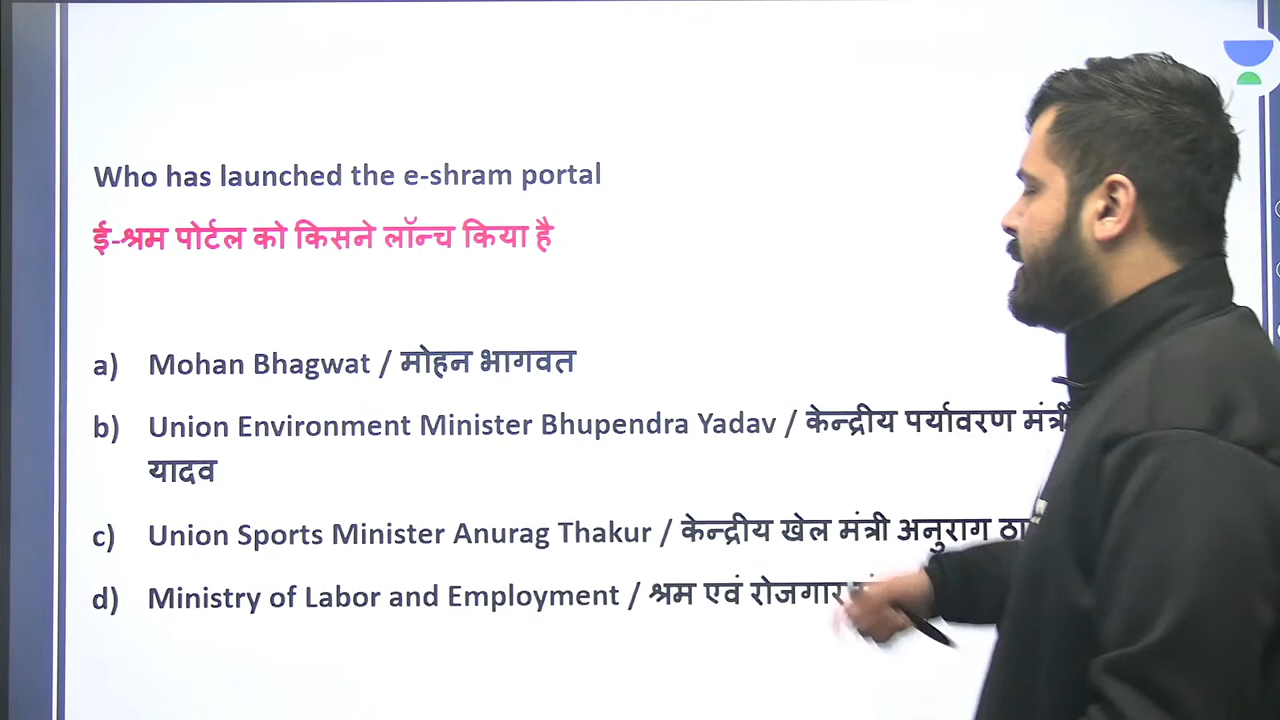 Who has launched the e-shram portal
ई-श्रम पोर्टल को किसने लॉन्च किया है
a) Mohan Bhagwat / मोहन भागवत
b) Union Environment Minister Bhupendra Yadav / केन्द्रीय पर्यावरण मंत्री
यादव
c) Union Sports Minister Anurag Thakur / केन्द्रीय खेल मंत्री अनुराग
d) Ministry of Labor and Employment / श्रम एवं रोजगार